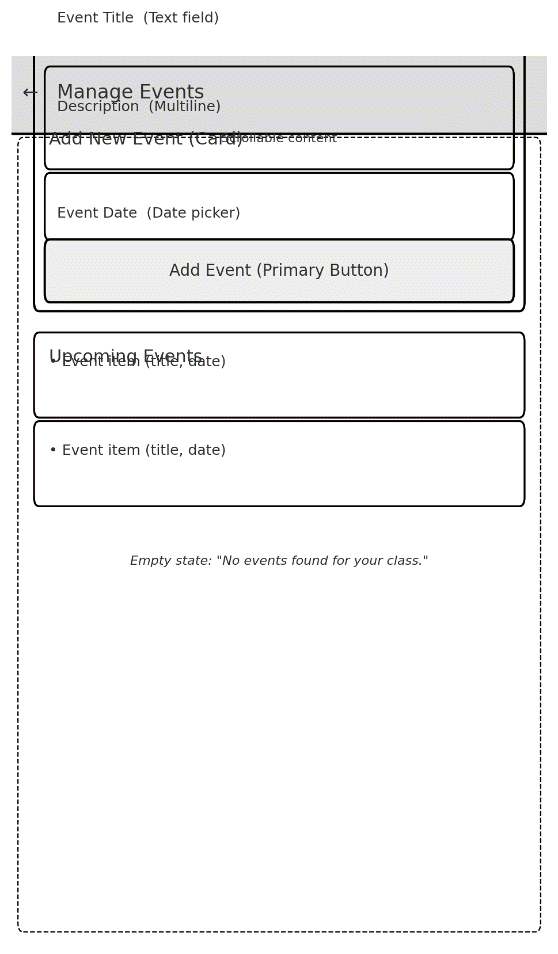 Event Title (Text field)
← Manage Events
Description (Multiline)
Add New Event (Card)
Scrollable content
Event Date (Date picker)
Add Event (Primary Button)
Upcoming Events
• Event item (title, date)
• Event item (title, date)
Empty state: "No events found for your class."